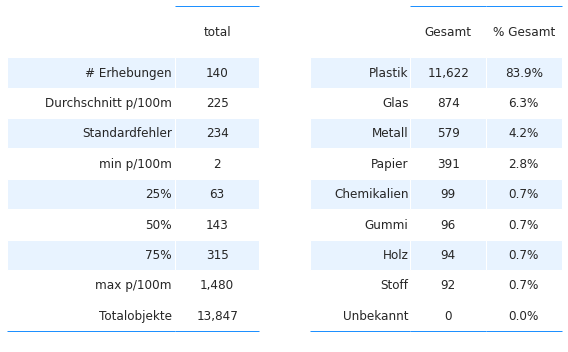 total
# Erhebungen 140
Durchschnitt p/100m 225
Standardfehler 234
min p/100m 2
25% 63
50% 143
75% 315
max p/100m 1,480
Totalobjekte 13,847
Gesamt % Gesamt
Plastik 11,622 83.9%
Glas 874 6.3%
Metall 579 4.2%
Papier 391 2.8%
Chemikalien 99 0.7%
Gummi 96 0.7%
Holz 94 0.7%
Stoff 92 0.7%
Unbekannt 0 0.0%